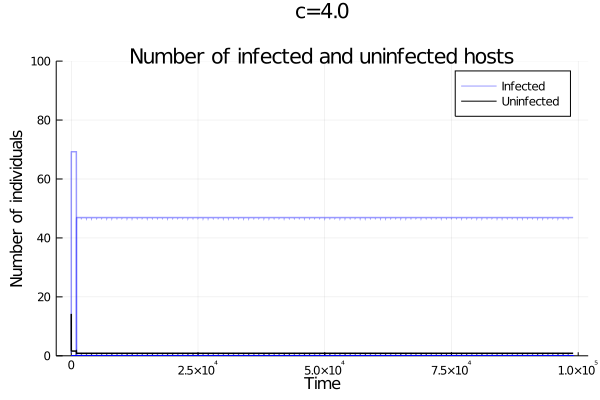 c=4.0
Number of infected and uninfected hosts
Number of individuals
100
80
60
40
20
0
Infected
Uninfected
0
2.5×10⁴
5.0×10⁴
7.5×10⁴
1.0×10⁵
Time